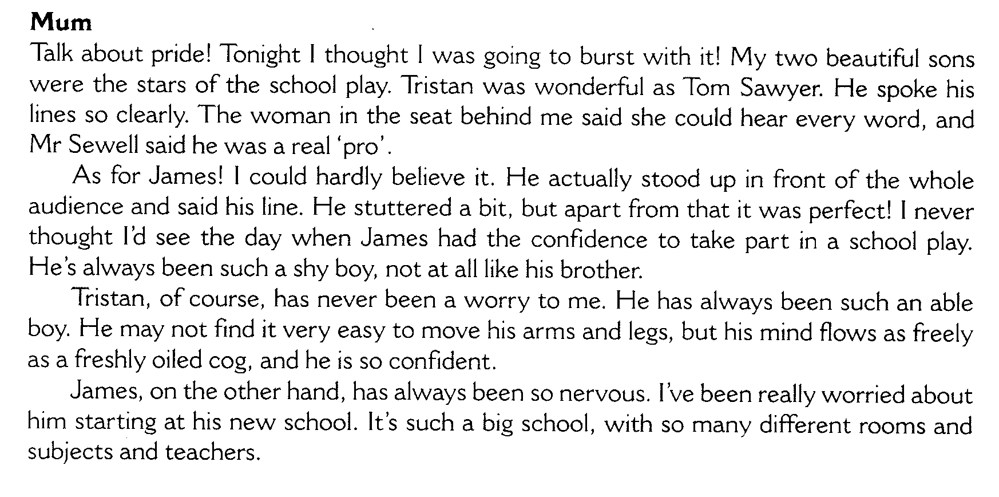 Mum
Talk about pride! Tonight I thought I was going to burst with it! My two beautiful sons
were the stars of the school play. Tristan was wonderful as Tom Sawyer. He spoke his
lines so clearly. The woman in the seat behind me said she could hear every word, and
Mr Sewell said he was a real ‘pro’.
As for James! I could hardly believe it. He actually stood up in front of the whole
audience and said his line. He stuttered a bit, but apart from that it was perfect! I never
thought I’d see the day when James had the confidence to take part in a school play.
He’s always been such a shy boy, not at all like his brother.
Tristan, of course, has never been a worry to me. He has always been such an able
boy. He may not find it very easy to move his arms and legs, but his mind flows as freely
as a freshly oiled cog, and he is so confident.
James, on the other hand, has always been so nervous. I’ve been really worried about
him starting at his new school. It’s such a big school, with so many different rooms and
subjects and teachers.